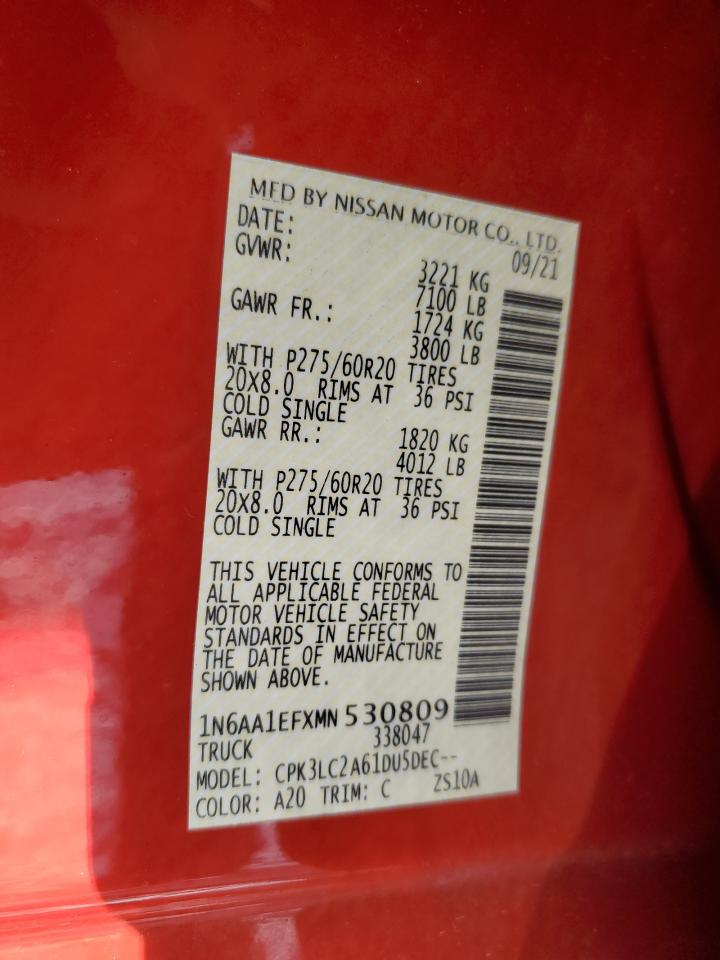 MFD BY NISSAN MOTOR CO., LTD.
DATE: 09/21
GVWR: 3221 KG
7100 LB
GAWR FR.: 1724 KG
3800 LB
WITH P275/60R20 TIRES
20X8.0 RIMS AT 36 PSI
COLD SINGLE
GAWR RR.: 1820 KG
4012 LB
WITH P275/60R20 TIRES
20X8.0 RIMS AT 36 PSI
COLD SINGLE
THIS VEHICLE CONFORMS TO
ALL APPLICABLE FEDERAL
MOTOR VEHICLE SAFETY
STANDARDS IN EFFECT ON
THE DATE OF MANUFACTURE
SHOWN ABOVE.
1N6AA1EFXMN 530809
TRUCK 338047
MODEL: CPK3LC2A61DU5DEC--
COLOR: A20 TRIM: C ZS10A